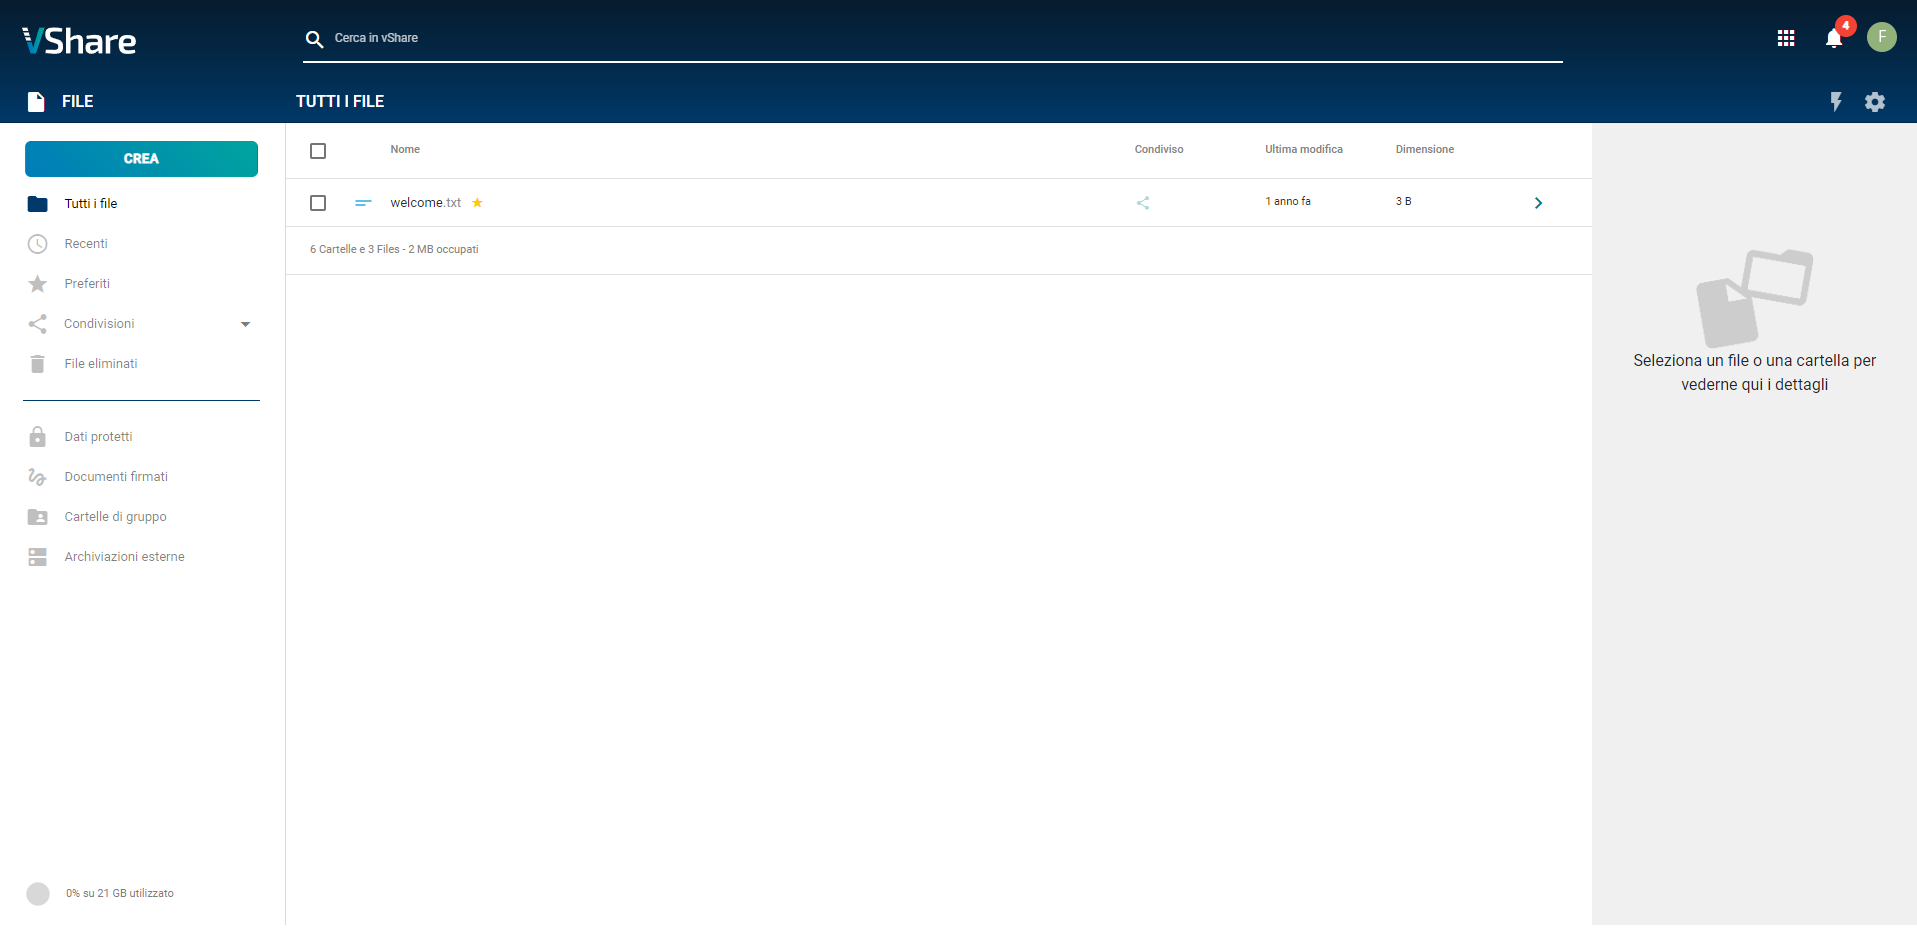 vShare
Cerca in vShare
4
F
FILE
TUTTI I FILE
CREA
Tutti i file
Recenti
Preferiti
Condivisioni
File eliminati
Dati protetti
Documenti firmati
Cartelle di gruppo
Archiviazioni esterne
0% su 21 GB utilizzato
Nome Condiviso Ultima modifica Dimensione
welcome.txt 1 anno fa 3 B
6 Cartelle e 3 Files - 2 MB occupati
Seleziona un file o una cartella per
vederne qui i dettagli